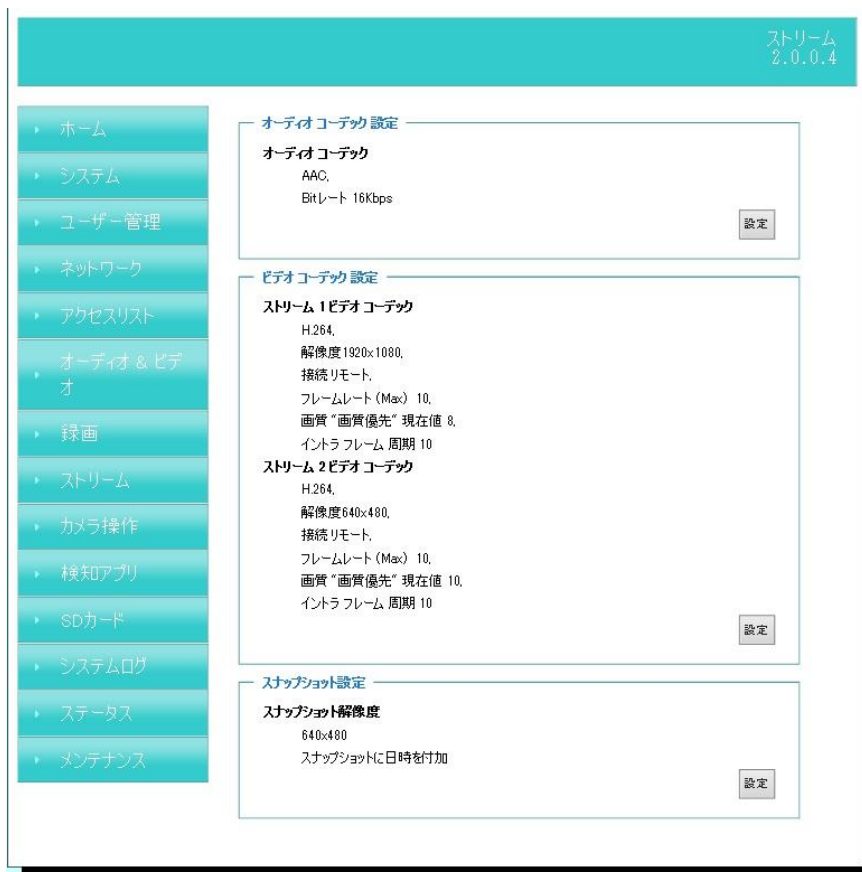 ストリーム
2.0.0.4
ホーム
システム
ユーザー管理
ネットワーク
アクセスリスト
オーディオ & ビデ
オ
録画
ストリーム
カメラ操作
検知アプリ
SDカード
システムログ
ステータス
メンテナンス
オーディオ コーデック 設定
オーディオ コーデック
AAC,
Bitレート 16Kbps
設定
ビデオ コーデック 設定
ストリーム 1 ビデオ コーデック
H.264,
解像度1920x1080,
接続 リモート,
フレームレート (Max) 10,
画質 "画質優先" 現在値 8,
イントラ フレーム 周期 10
ストリーム 2 ビデオ コーデック
H.264,
解像度640x480,
接続 リモート,
フレームレート (Max) 10,
画質 "画質優先" 現在値 10,
イントラ フレーム 周期 10
設定
スナップショット設定
スナップショット解像度
640x480
スナップショットに日時を付加
設定